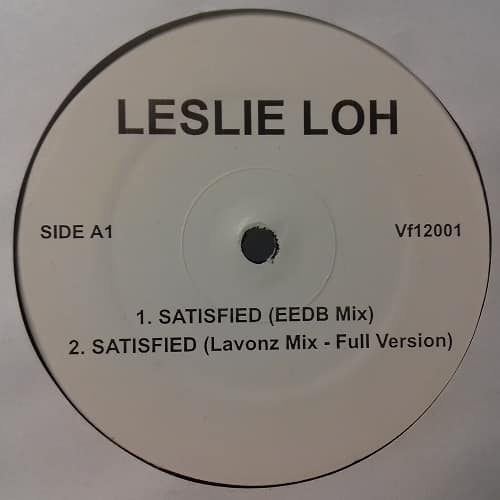 LESLIE LOH
SIDE A1
Vf12001
1. SATISFIED (EEDB Mix)
2. SATISFIED (Lavonz Mix - Full Version)